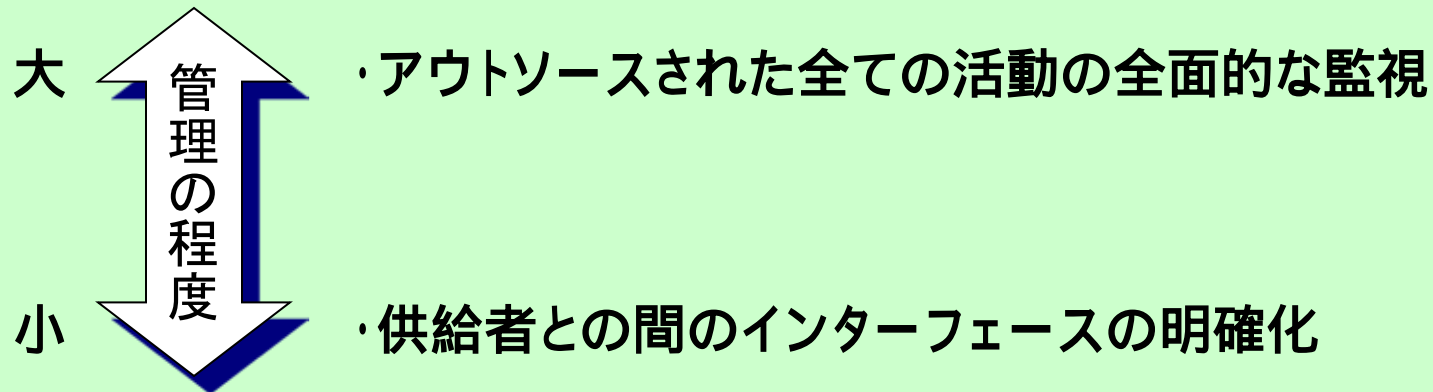 大
管理の程度
・アウトソースされた全ての活動の全面的な監視
小
・供給者との間のインターフェースの明確化